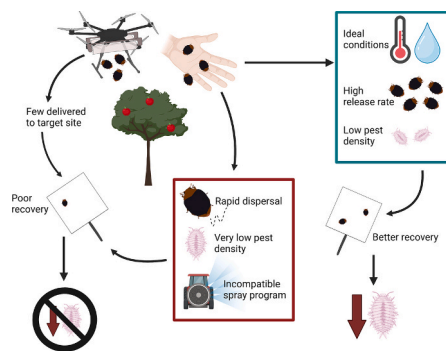 Ideal
conditions
High
release rate
Low pest
density
Few delivered
to target site
Poor
recovery
Rapid dispersal
Very low pest
density
Incompatible
spray program
Better recovery